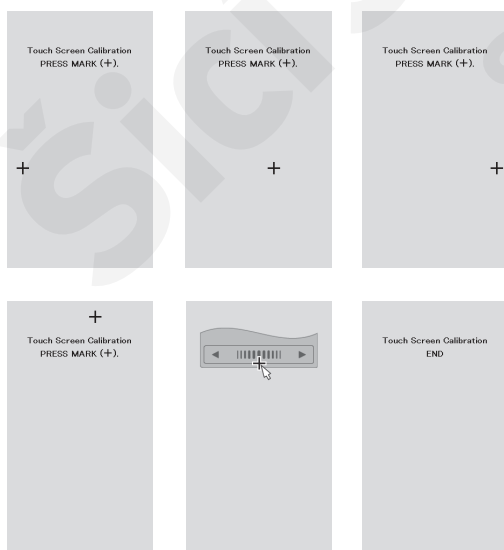 Touch Screen Calibration
PRESS MARK (+).
+
Touch Screen Calibration
PRESS MARK (+).
+
Touch Screen Calibration
PRESS MARK (+).
+
+
Touch Screen Calibration
PRESS MARK (+).
+
Touch Screen Calibration
END
Šici